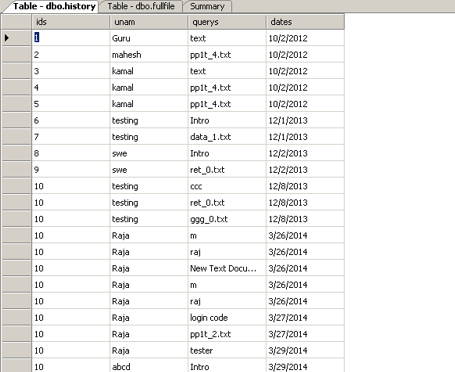 Table - dbo.history Table - dbo.fullfile Summary
ids unam querys dates
1 Guru text 10/2/2012
2 mahesh pp1t_4.txt 10/2/2012
3 kamal text 10/2/2012
4 kamal pp1t_4.txt 10/2/2012
5 kamal pp1t_4.txt 10/2/2012
6 testing Intro 12/1/2013
7 testing data_1.txt 12/1/2013
8 swe Intro 12/2/2013
9 swe ret_0.txt 12/2/2013
10 testing ccc 12/8/2013
10 testing ret_0.txt 12/8/2013
10 testing ggg_0.txt 12/8/2013
10 Raja m 3/26/2014
10 Raja raj 3/26/2014
10 Raja New Text Docu... 3/26/2014
10 Raja m 3/26/2014
10 Raja raj 3/26/2014
10 Raja login code 3/27/2014
10 Raja pp1t_2.txt 3/27/2014
10 Raja tester 3/29/2014
10 abcd Intro 3/29/2014